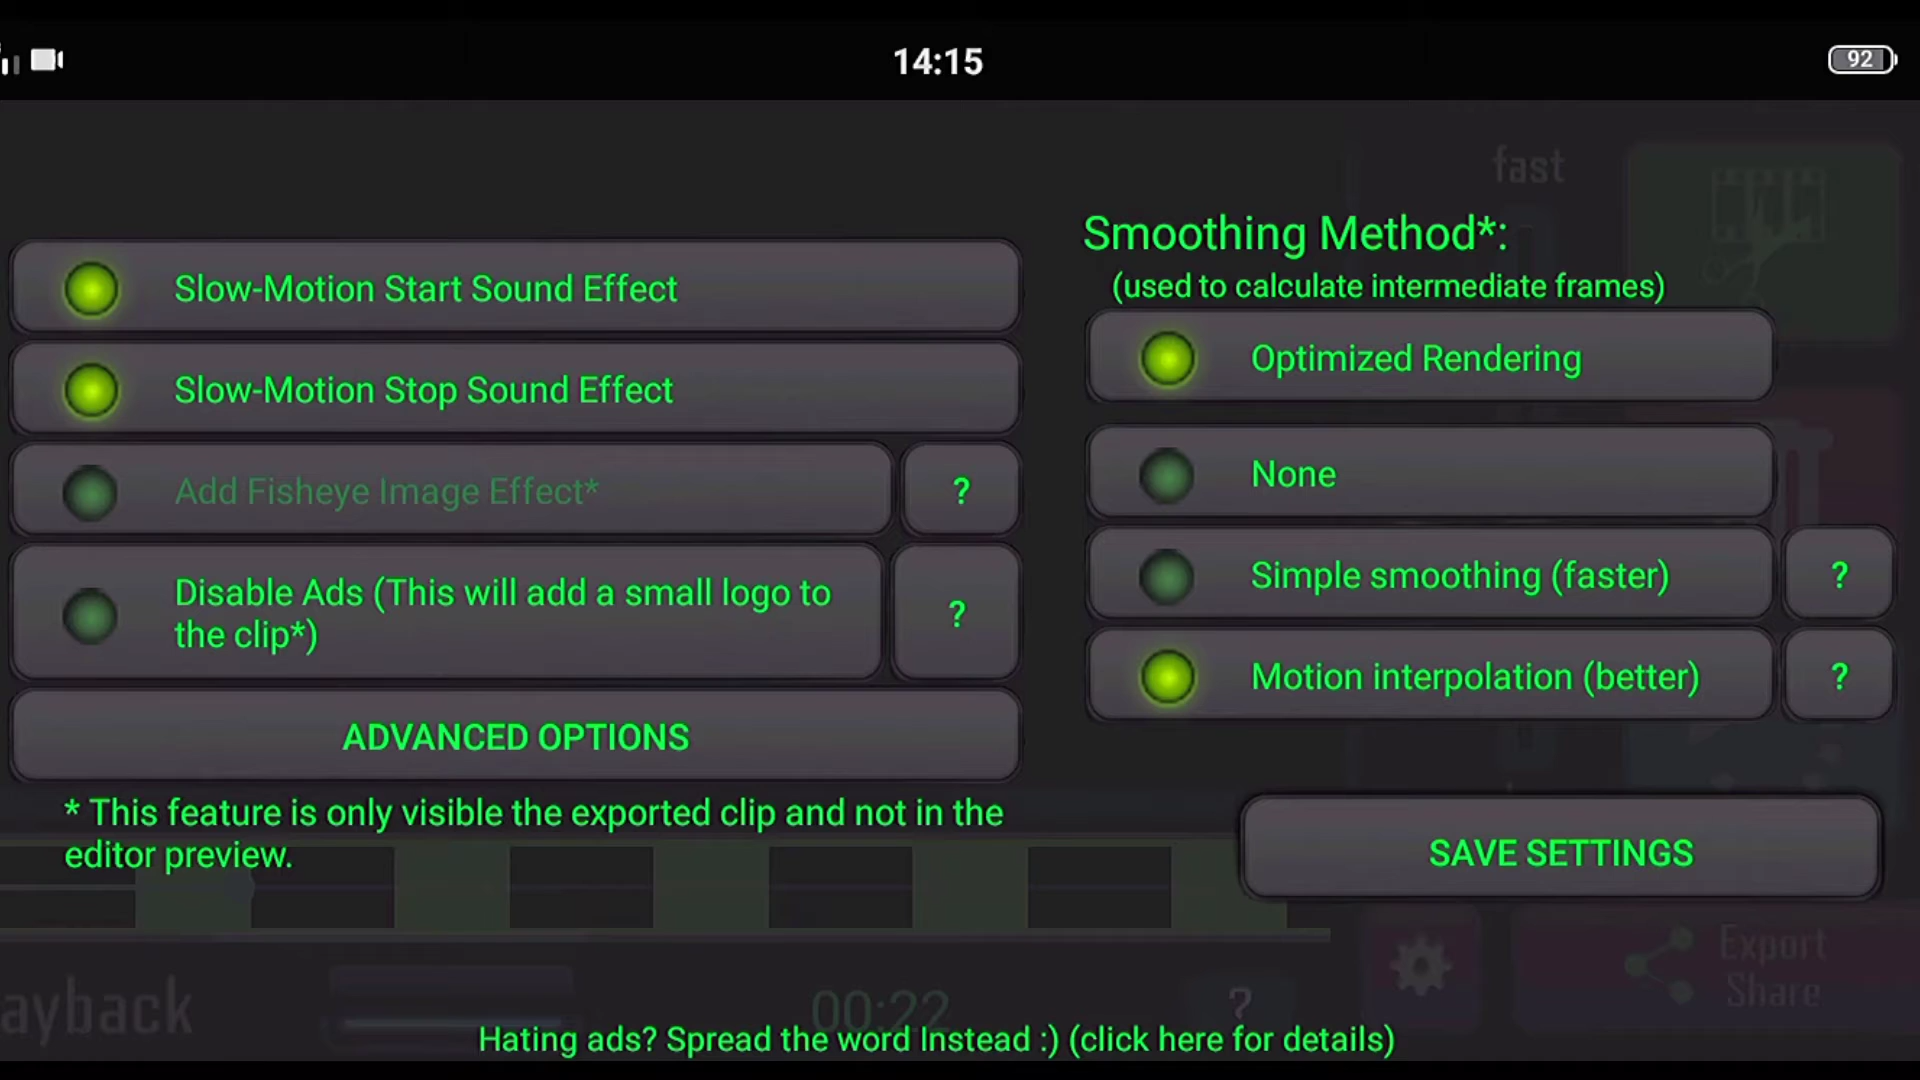 14:15
92
fast
Smoothing Method*:
(used to calculate intermediate frames)
Slow-Motion Start Sound Effect
Optimized Rendering
Slow-Motion Stop Sound Effect
None
Add Fisheye Image Effect*
?
Simple smoothing (faster)
?
Disable Ads (This will add a small logo to
the clip*)
?
Motion interpolation (better)
?
ADVANCED OPTIONS
* This feature is only visible the exported clip and not in the
editor preview.
SAVE SETTINGS
ayback
00:22
?
Export
Share
Hating ads? Spread the word Instead :) (click here for details)